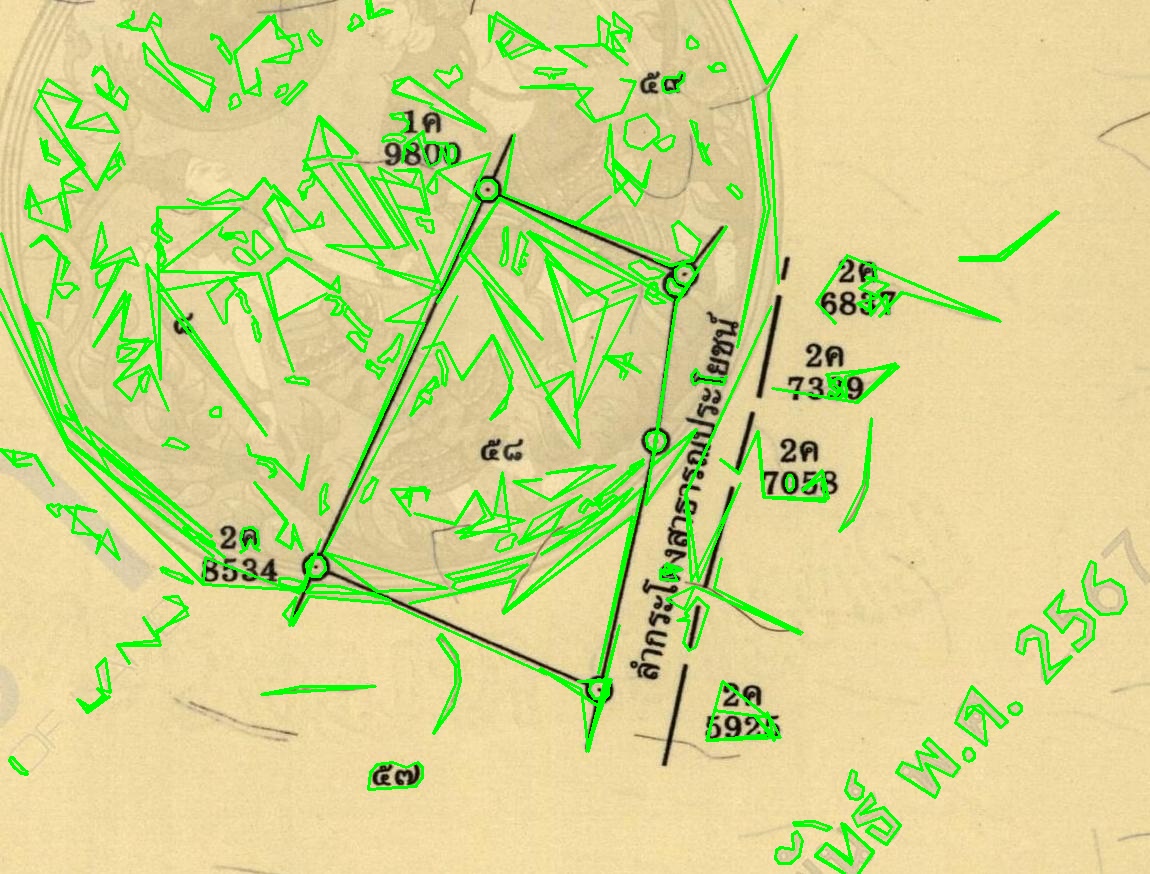 ๕๙
1ค
9800
2ค
6837
๘
2ค
7339
ลำกระโดงสาธารณประโยชน์
๕๘
2ค
7058
2ค
8534
2ค
5925
๕๗
พ.ศ. 2567